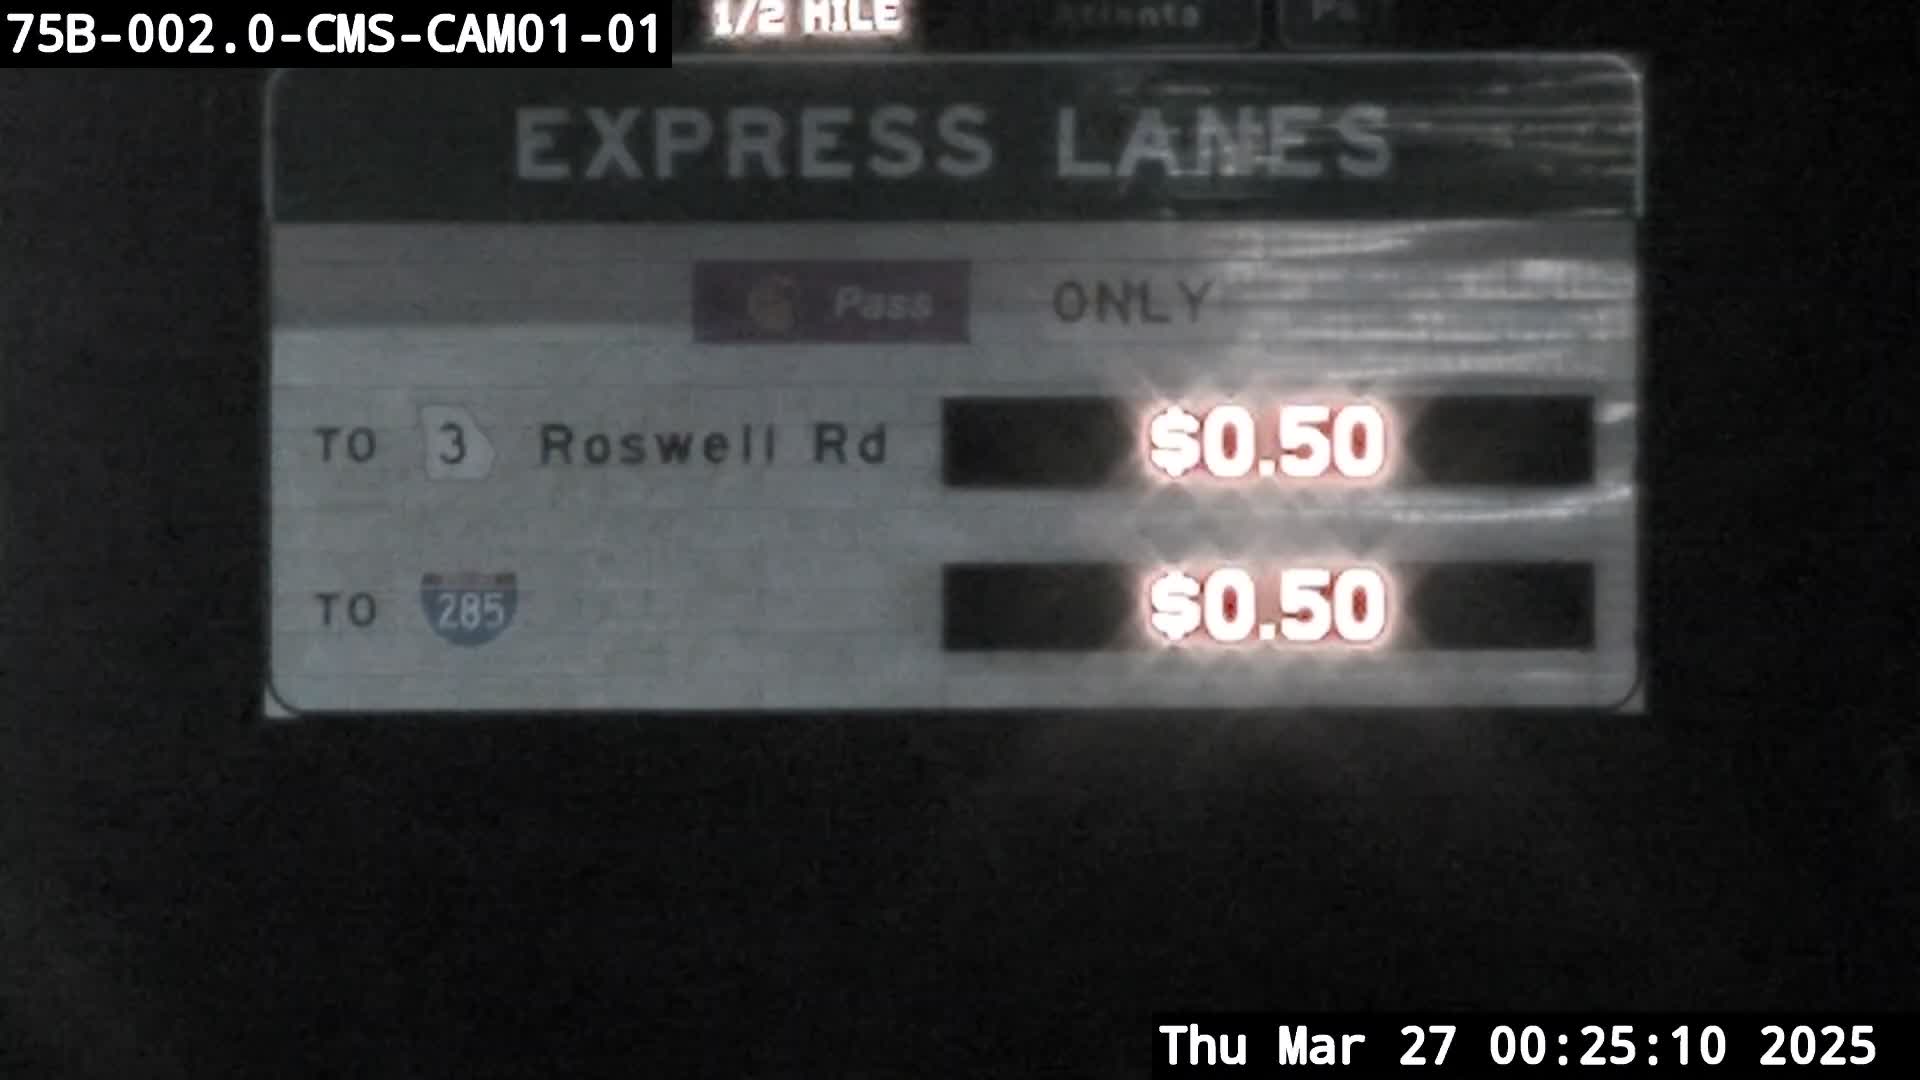 75B-002.0-CMS-CAM01-01
1/2 MILE
Atlanta
EXPRESS LANES
Pass ONLY
TO 3 Roswell Rd $0.50
TO 285 $0.50
Thu Mar 27 00:25:10 2025